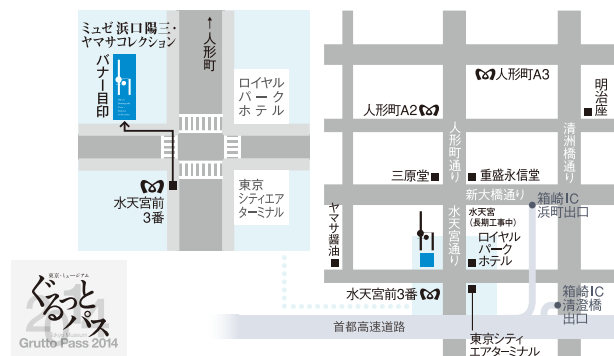 ミュゼ浜口陽三・
ヤマサコレクション
バナー目印
↑人形町
ロイヤル
パーク
ホテル
水天宮前
3番
東京
シティエア
ターミナル
東京・ミュージアム
ぐるっと
パス
Grutto Pass 2014
人形町A3
明治座
人形町A2
人形町通り
清洲橋通り
三原堂
重盛永信堂
新大橋通り
箱崎IC
浜町出口
ヤマサ醤油
水天宮通り
水天宮
(長期工事中)
ロイヤル
パーク
ホテル
水天宮前3番
箱崎IC
清澄橋
出口
首都高速道路
東京シティ
エアターミナル